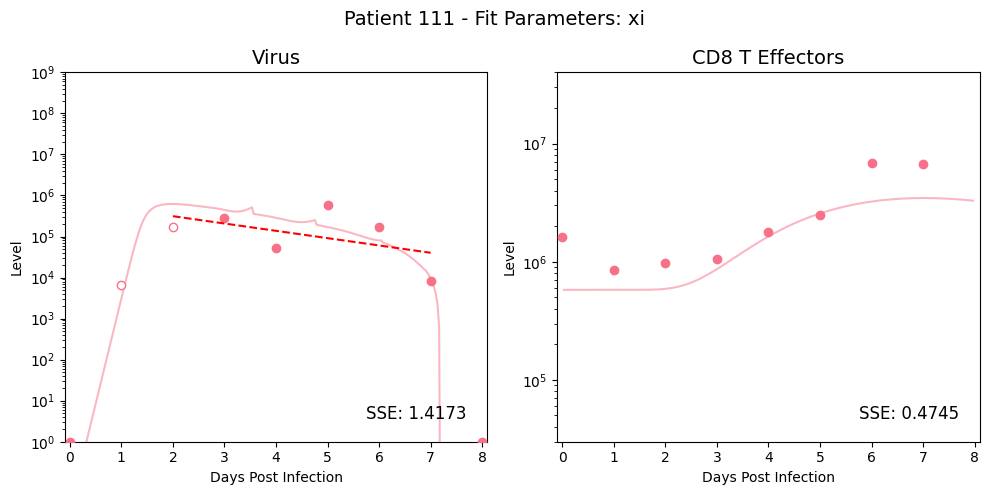 Patient 111 - Fit Parameters: xi
Virus
Level
10^9
10^8
10^7
10^6
10^5
10^4
10^3
10^2
10^1
10^0
SSE: 1.4173
0 1 2 3 4 5 6 7 8
Days Post Infection
CD8 T Effectors
Level
10^7
10^6
10^5
SSE: 0.4745
0 1 2 3 4 5 6 7 8
Days Post Infection